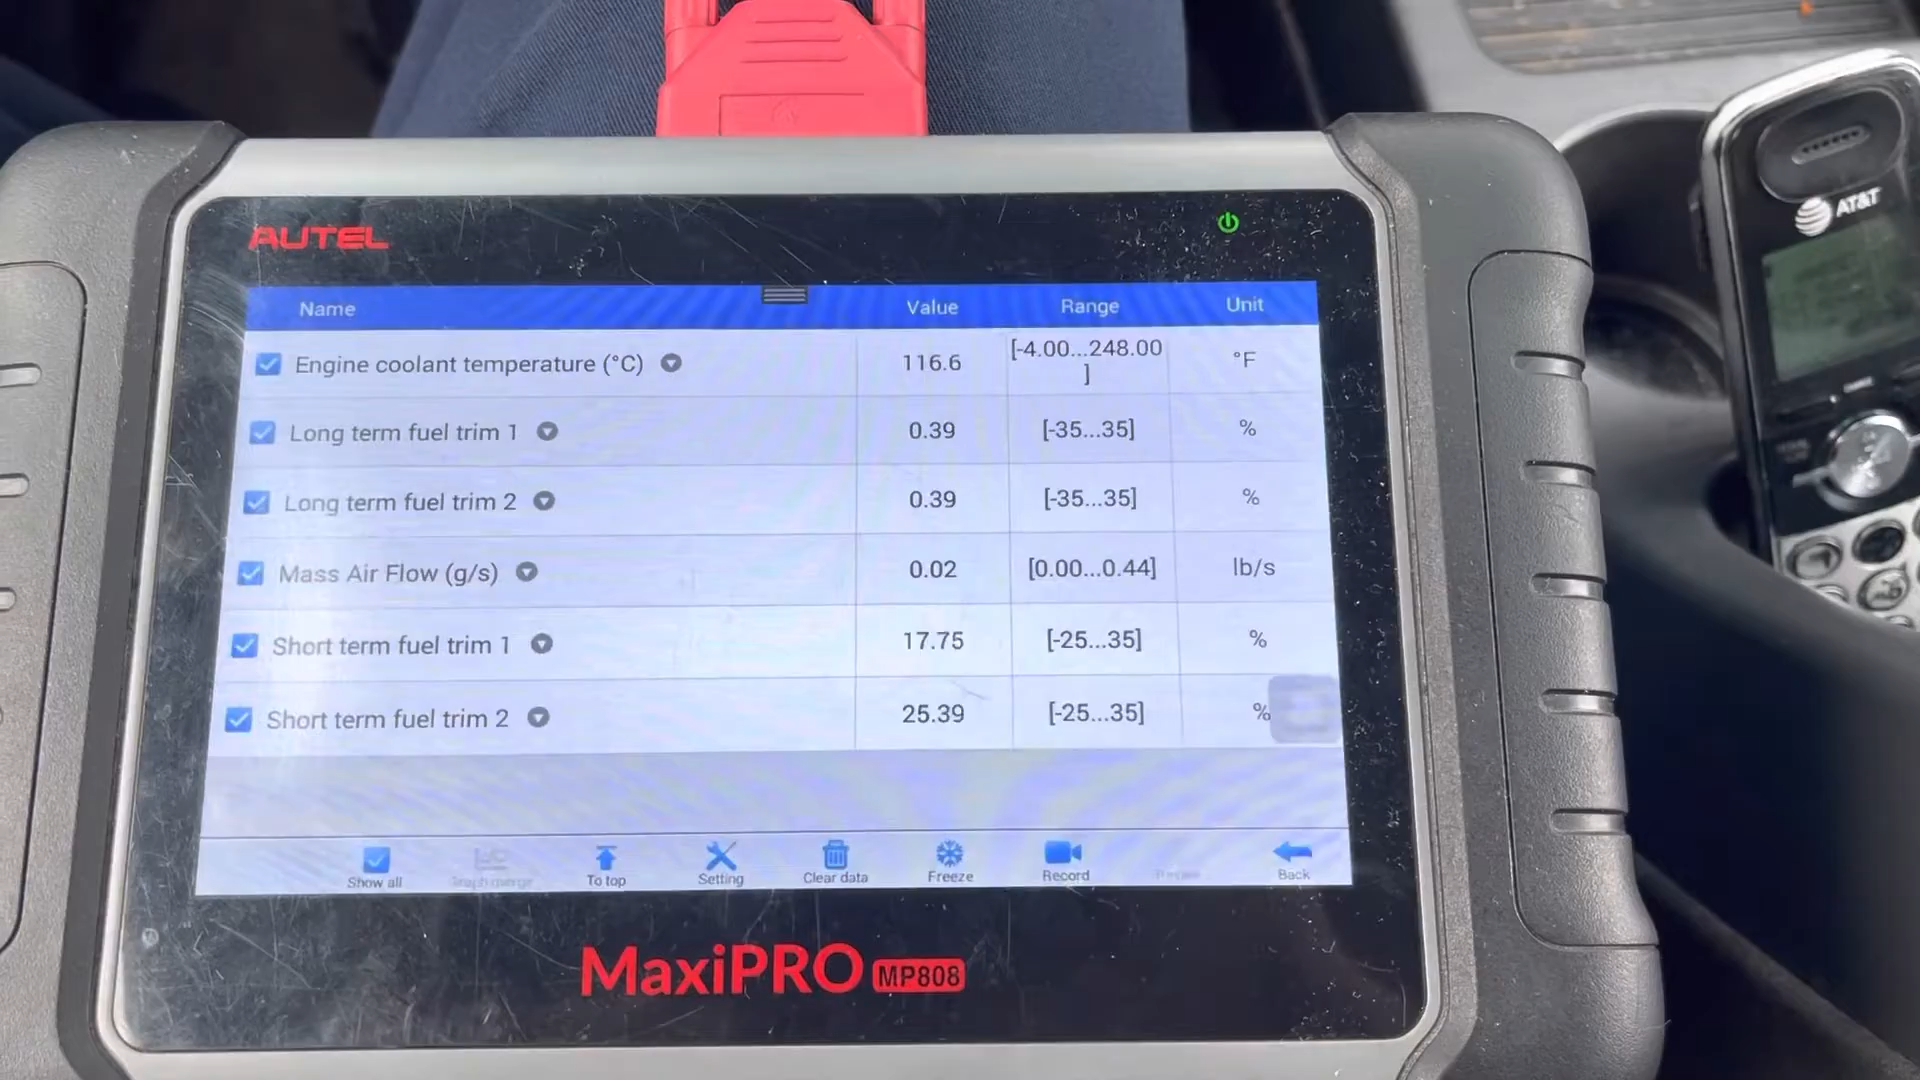 AT&T
AUTEL
Name Value Range Unit
Engine coolant temperature (°C) 116.6 [-4.00...248.00 ] °F
Long term fuel trim 1 0.39 [-35...35] %
Long term fuel trim 2 0.39 [-35...35] %
Mass Air Flow (g/s) 0.02 [0.00...0.44] lb/s
Short term fuel trim 1 17.75 [-25...35] %
Short term fuel trim 2 25.39 [-25...35] %
Show all Graph merge To top Setting Clear data Freeze Record Back
MaxiPRO MP808